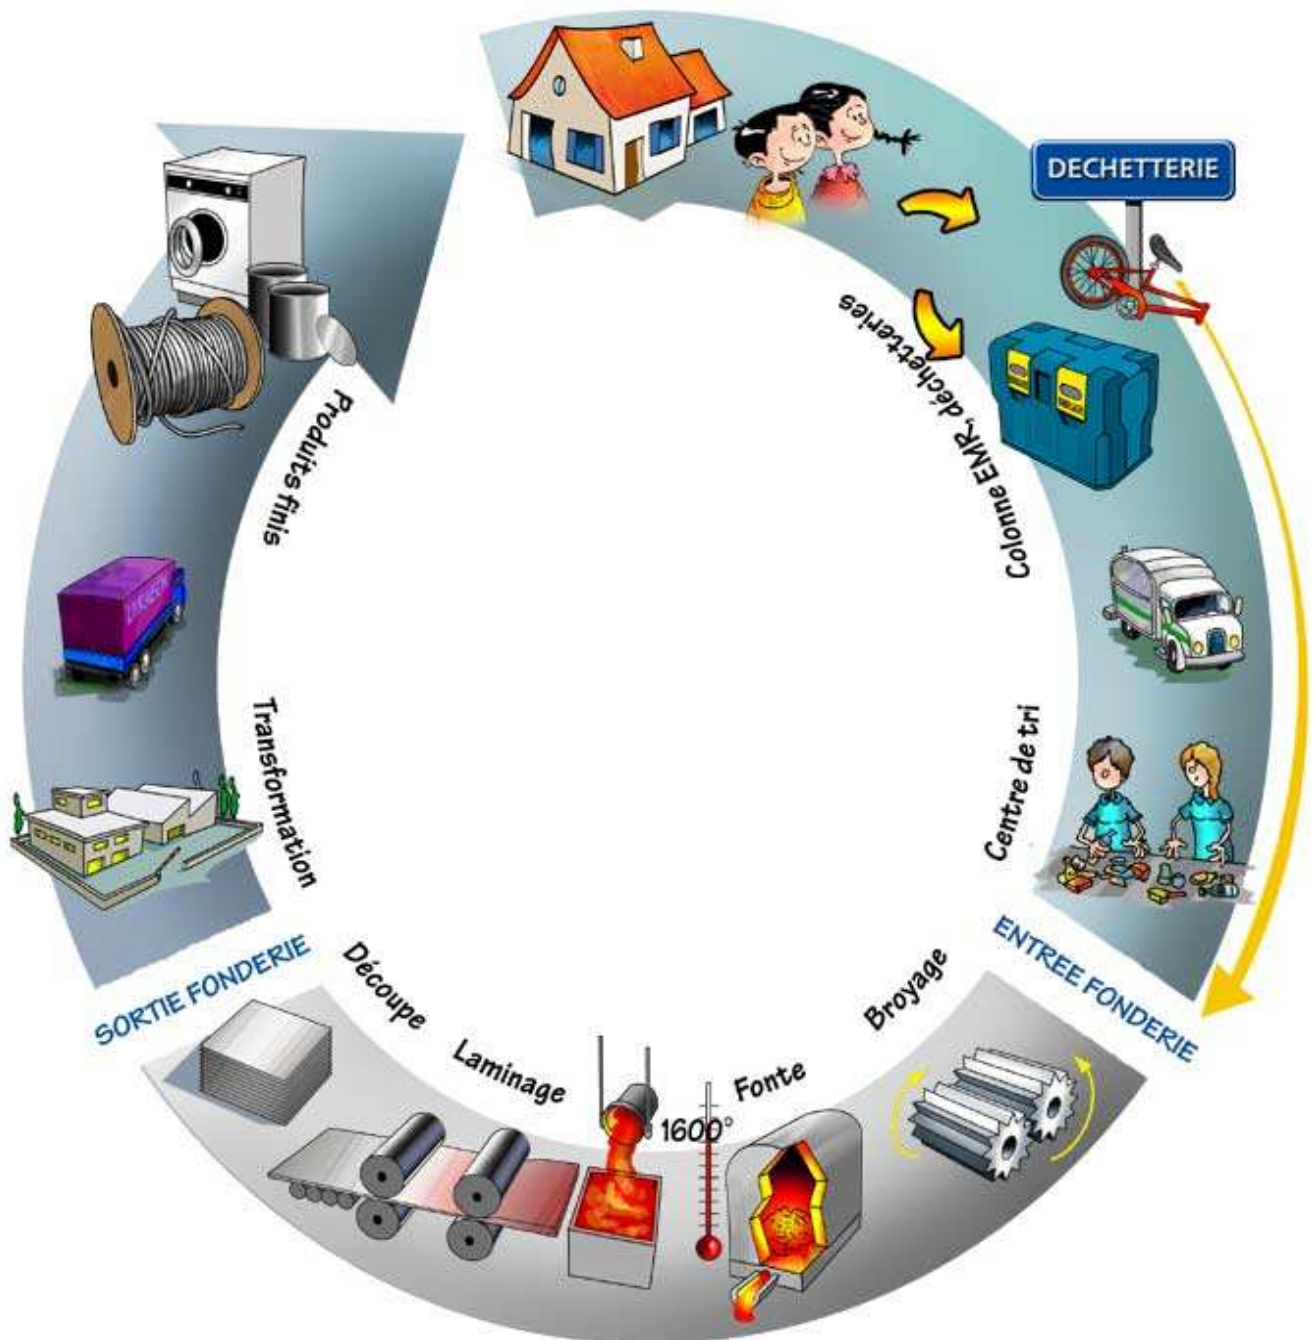 DECHETTERIE
Colonne EMR, déchetteries
Centre de tri
ENTREE FONDERIE
Broyage
Fonte
1600°
Laminage
Découpe
SORTIE FONDERIE
Transformation
Produits finis